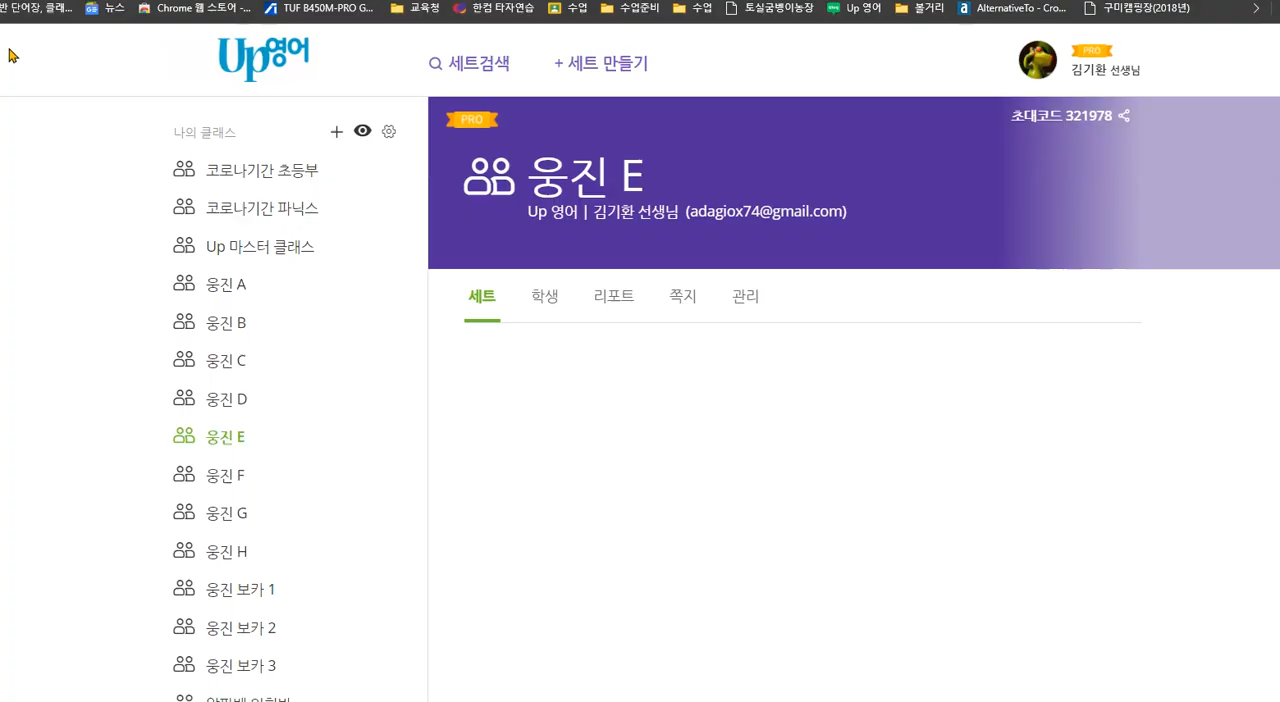 반 단어장, 클래... 뉴스 Chrome 웹 스토어 -... TUF B450M-PRO G... 교육청 한컴 타자연습 수업 수업준비 수업 토실굼벵이농장 Up 영어 볼거리 AlternativeTo - Cro... 구미캠핑장(2018년)
Up영어
세트검색
+ 세트 만들기
PRO
김기환 선생님
나의 클래스
코로나기간 초등부
코로나기간 파닉스
Up 마스터 클래스
웅진 A
웅진 B
웅진 C
웅진 D
웅진 E
웅진 F
웅진 G
웅진 H
웅진 보카 1
웅진 보카 2
웅진 보카 3
PRO
초대코드 321978
웅진 E
Up 영어 | 김기환 선생님 (adagiox74@gmail.com)
세트 학생 리포트 쪽지 관리